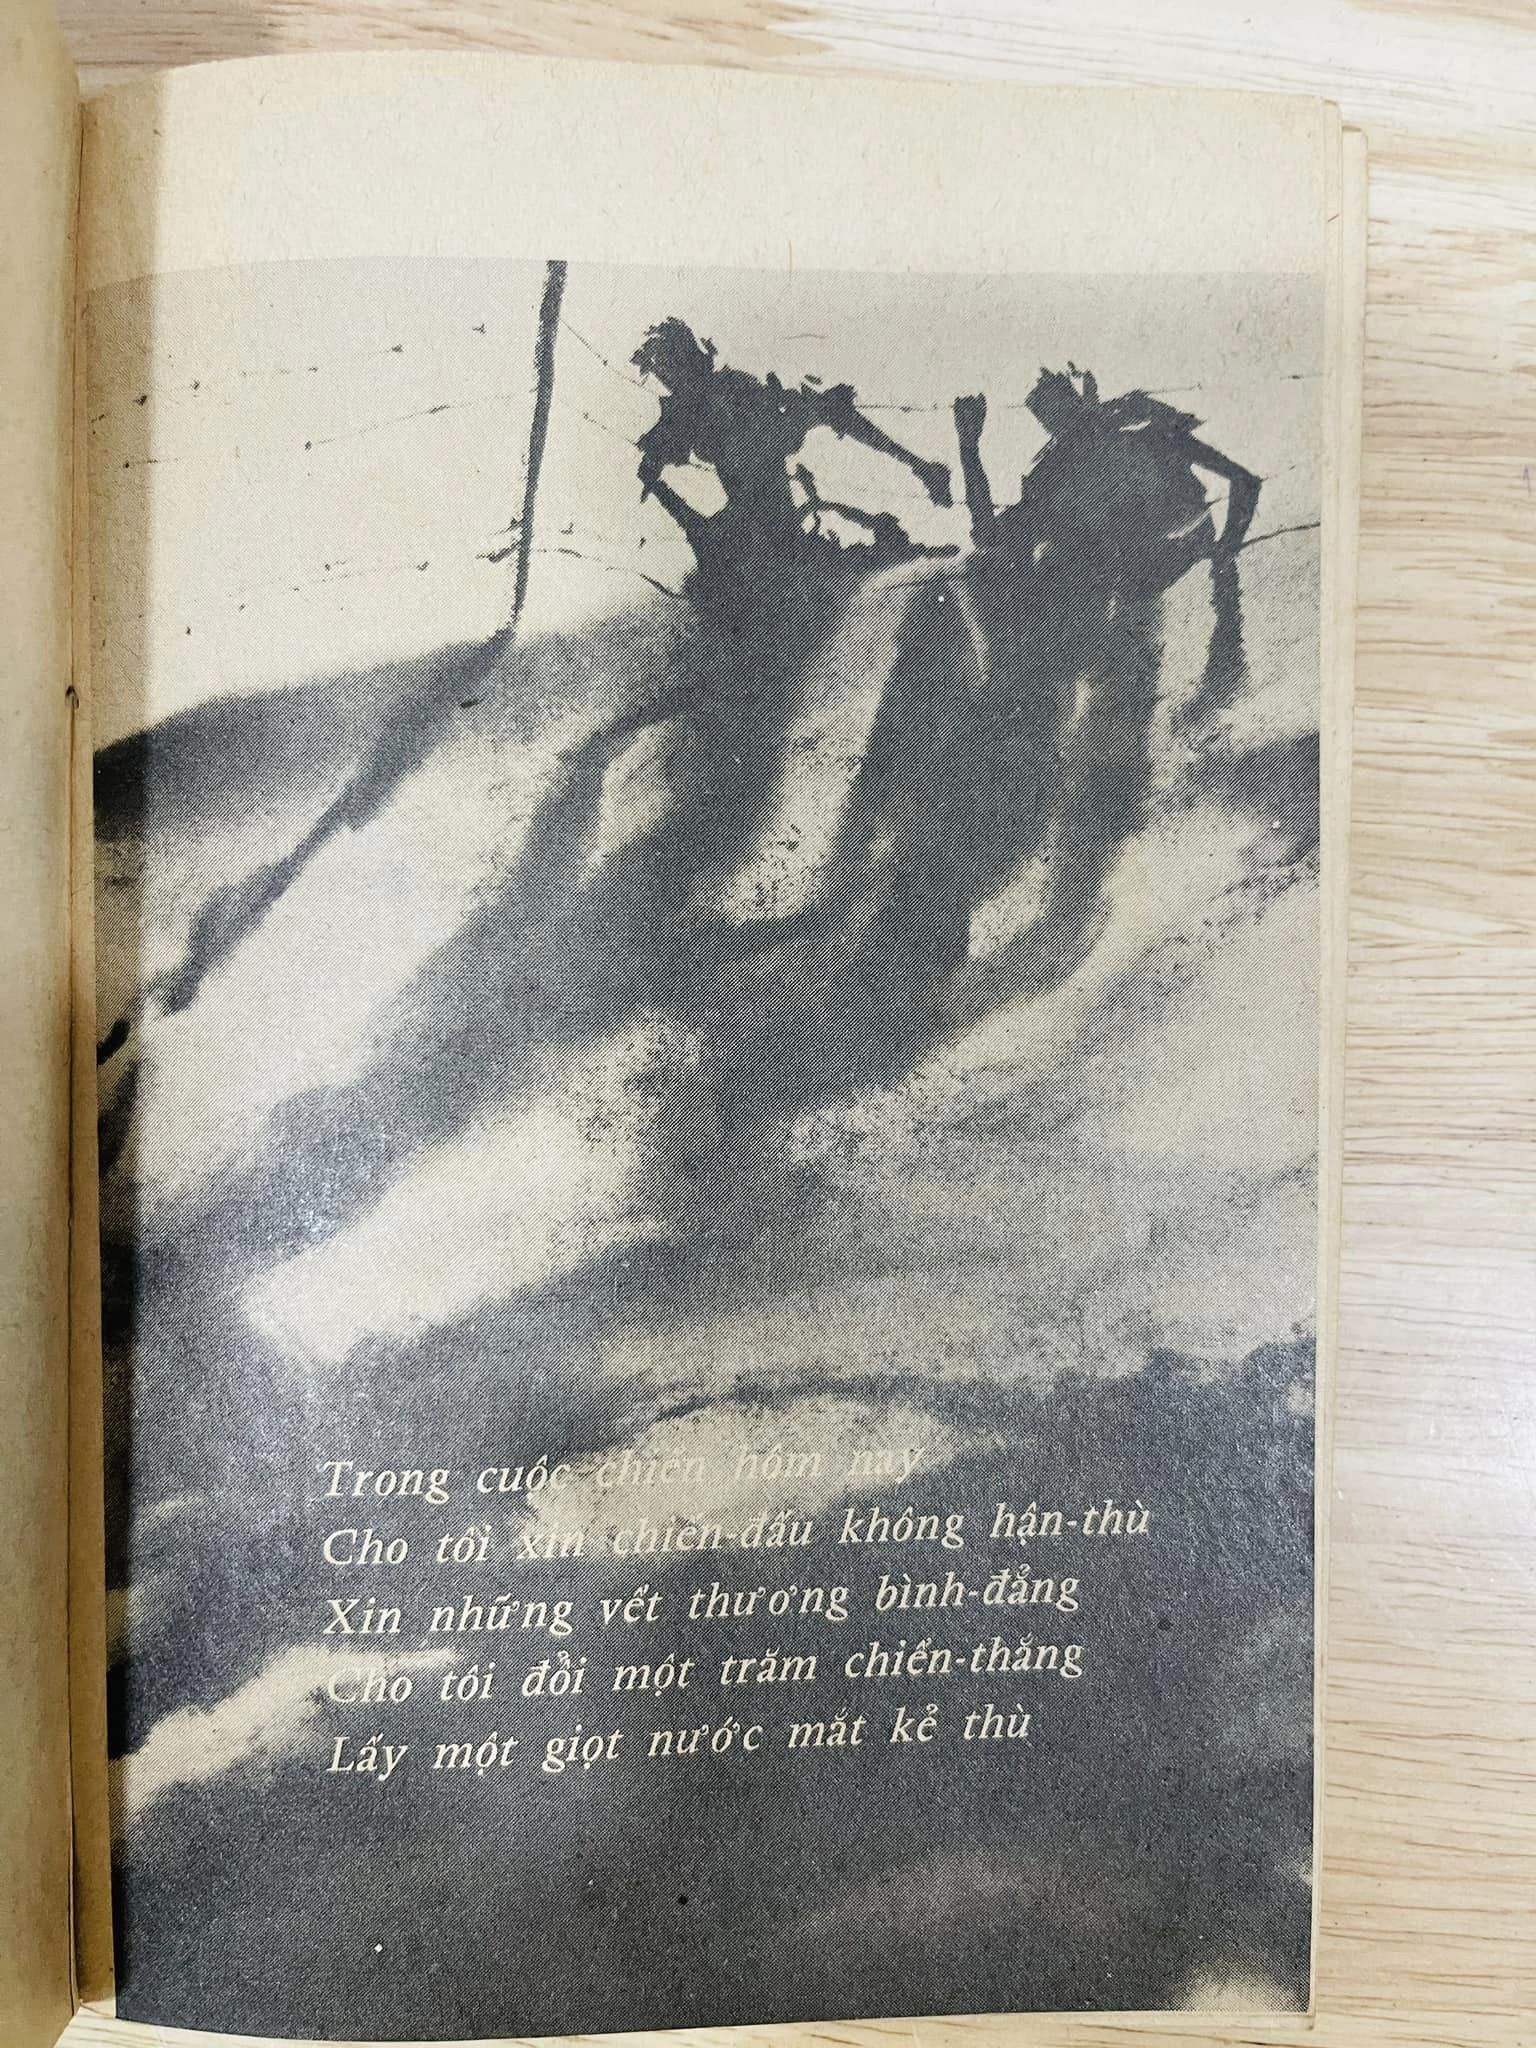 Trong cuộc chiến hôm nay
Cho tôi xin chiến-đấu không hận-thù
Xin những vết thương bình-đẳng
Cho tôi đổi một trăm chiến-thắng
Lấy một giọt nước mắt kẻ thù